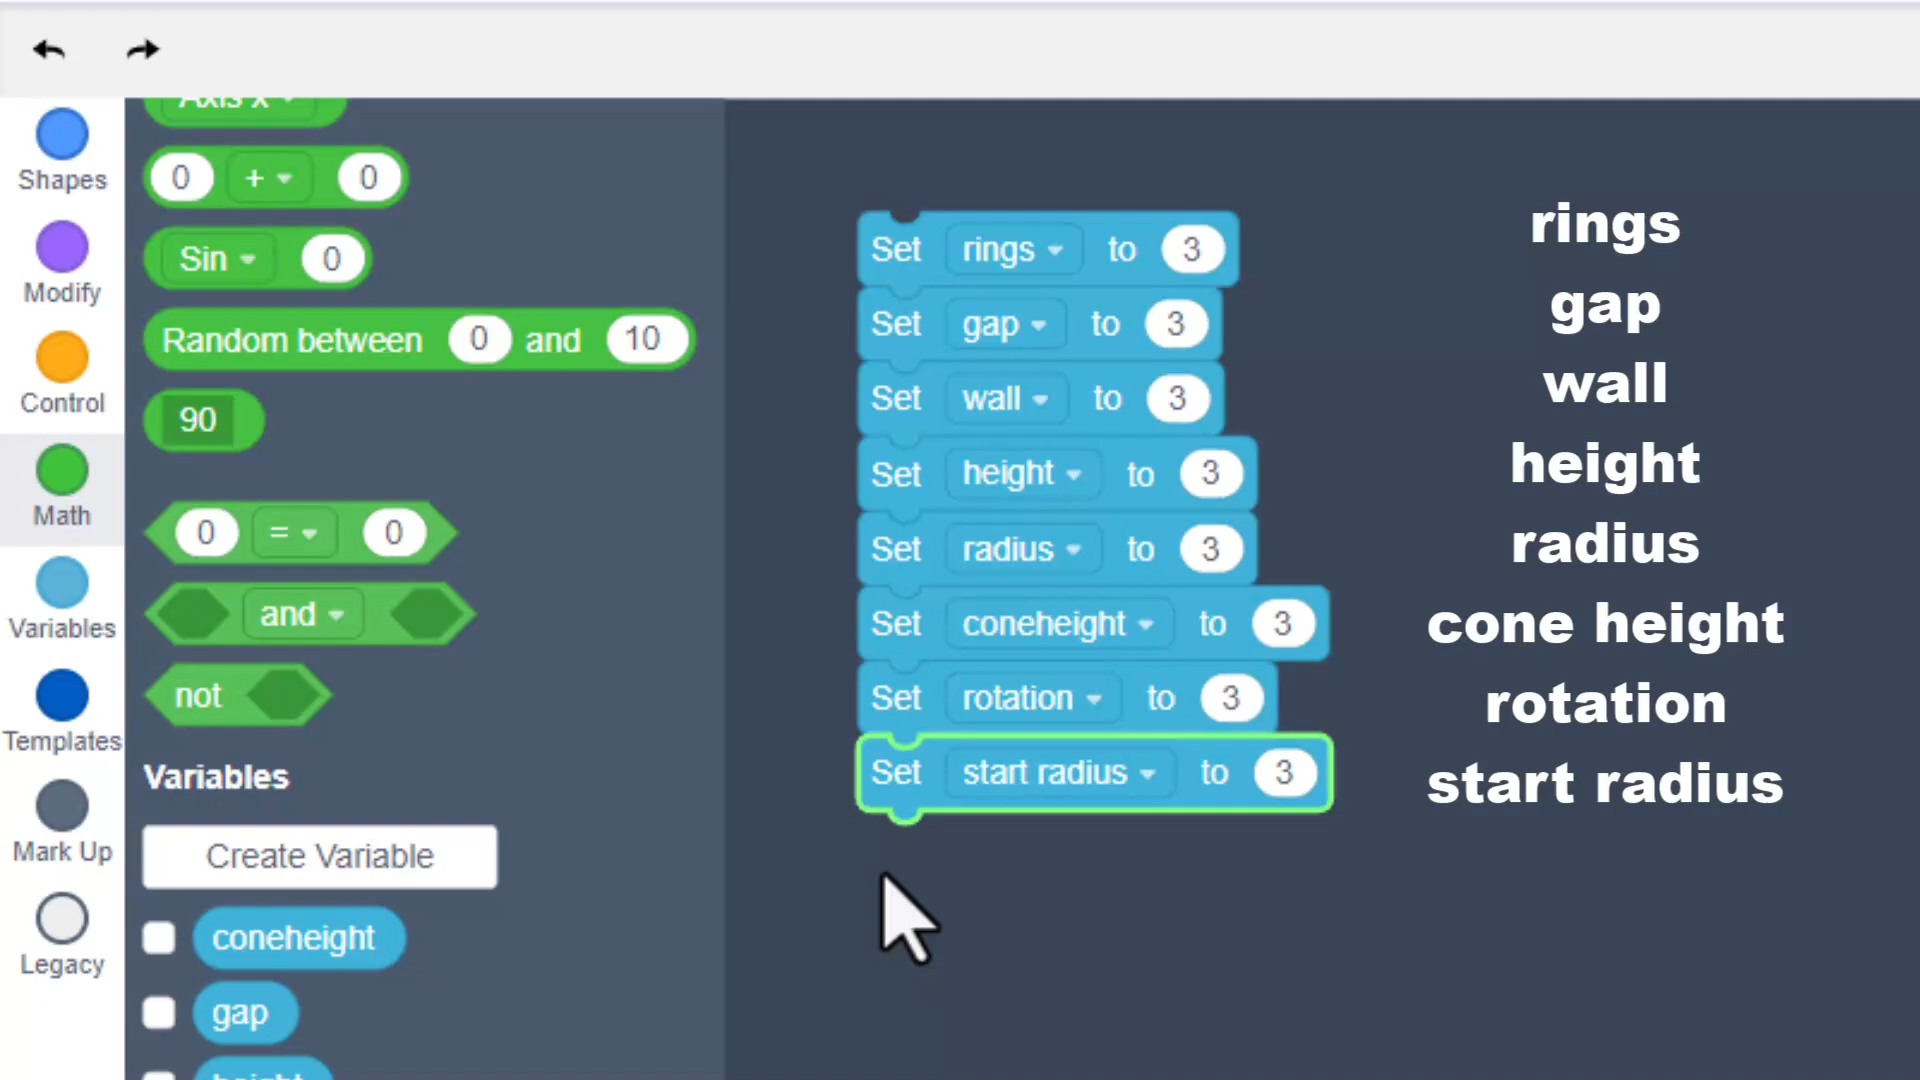 Axis x
Shapes
0 + 0
Sin 0
Modify
Random between 0 and 10
Control
90
Math
0 = 0
and
Variables
not
Templates
Variables
Mark Up
Create Variable
Legacy
coneheight
gap
height
Set rings to 3
Set gap to 3
Set wall to 3
Set height to 3
Set radius to 3
Set coneheight to 3
Set rotation to 3
Set start radius to 3
rings
gap
wall
height
radius
cone height
rotation
start radius